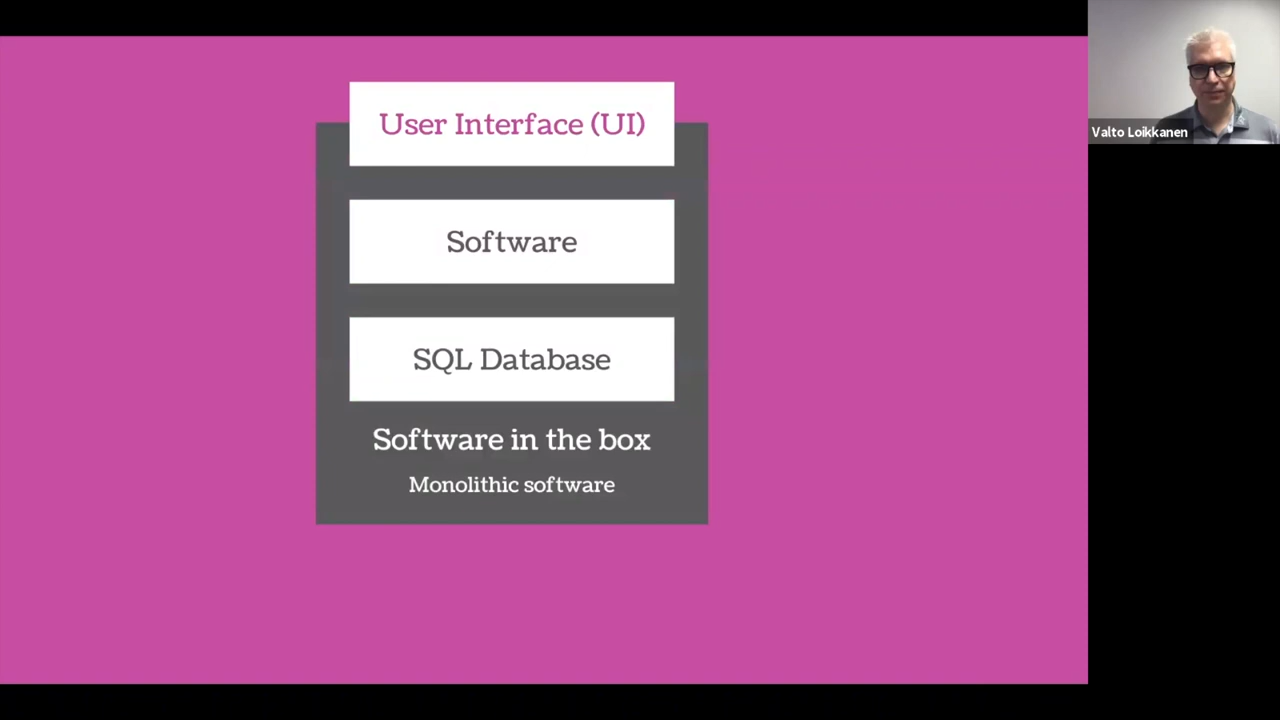 User Interface (UI)
Software
SQL Database
Software in the box
Monolithic software
Valto Loikkanen